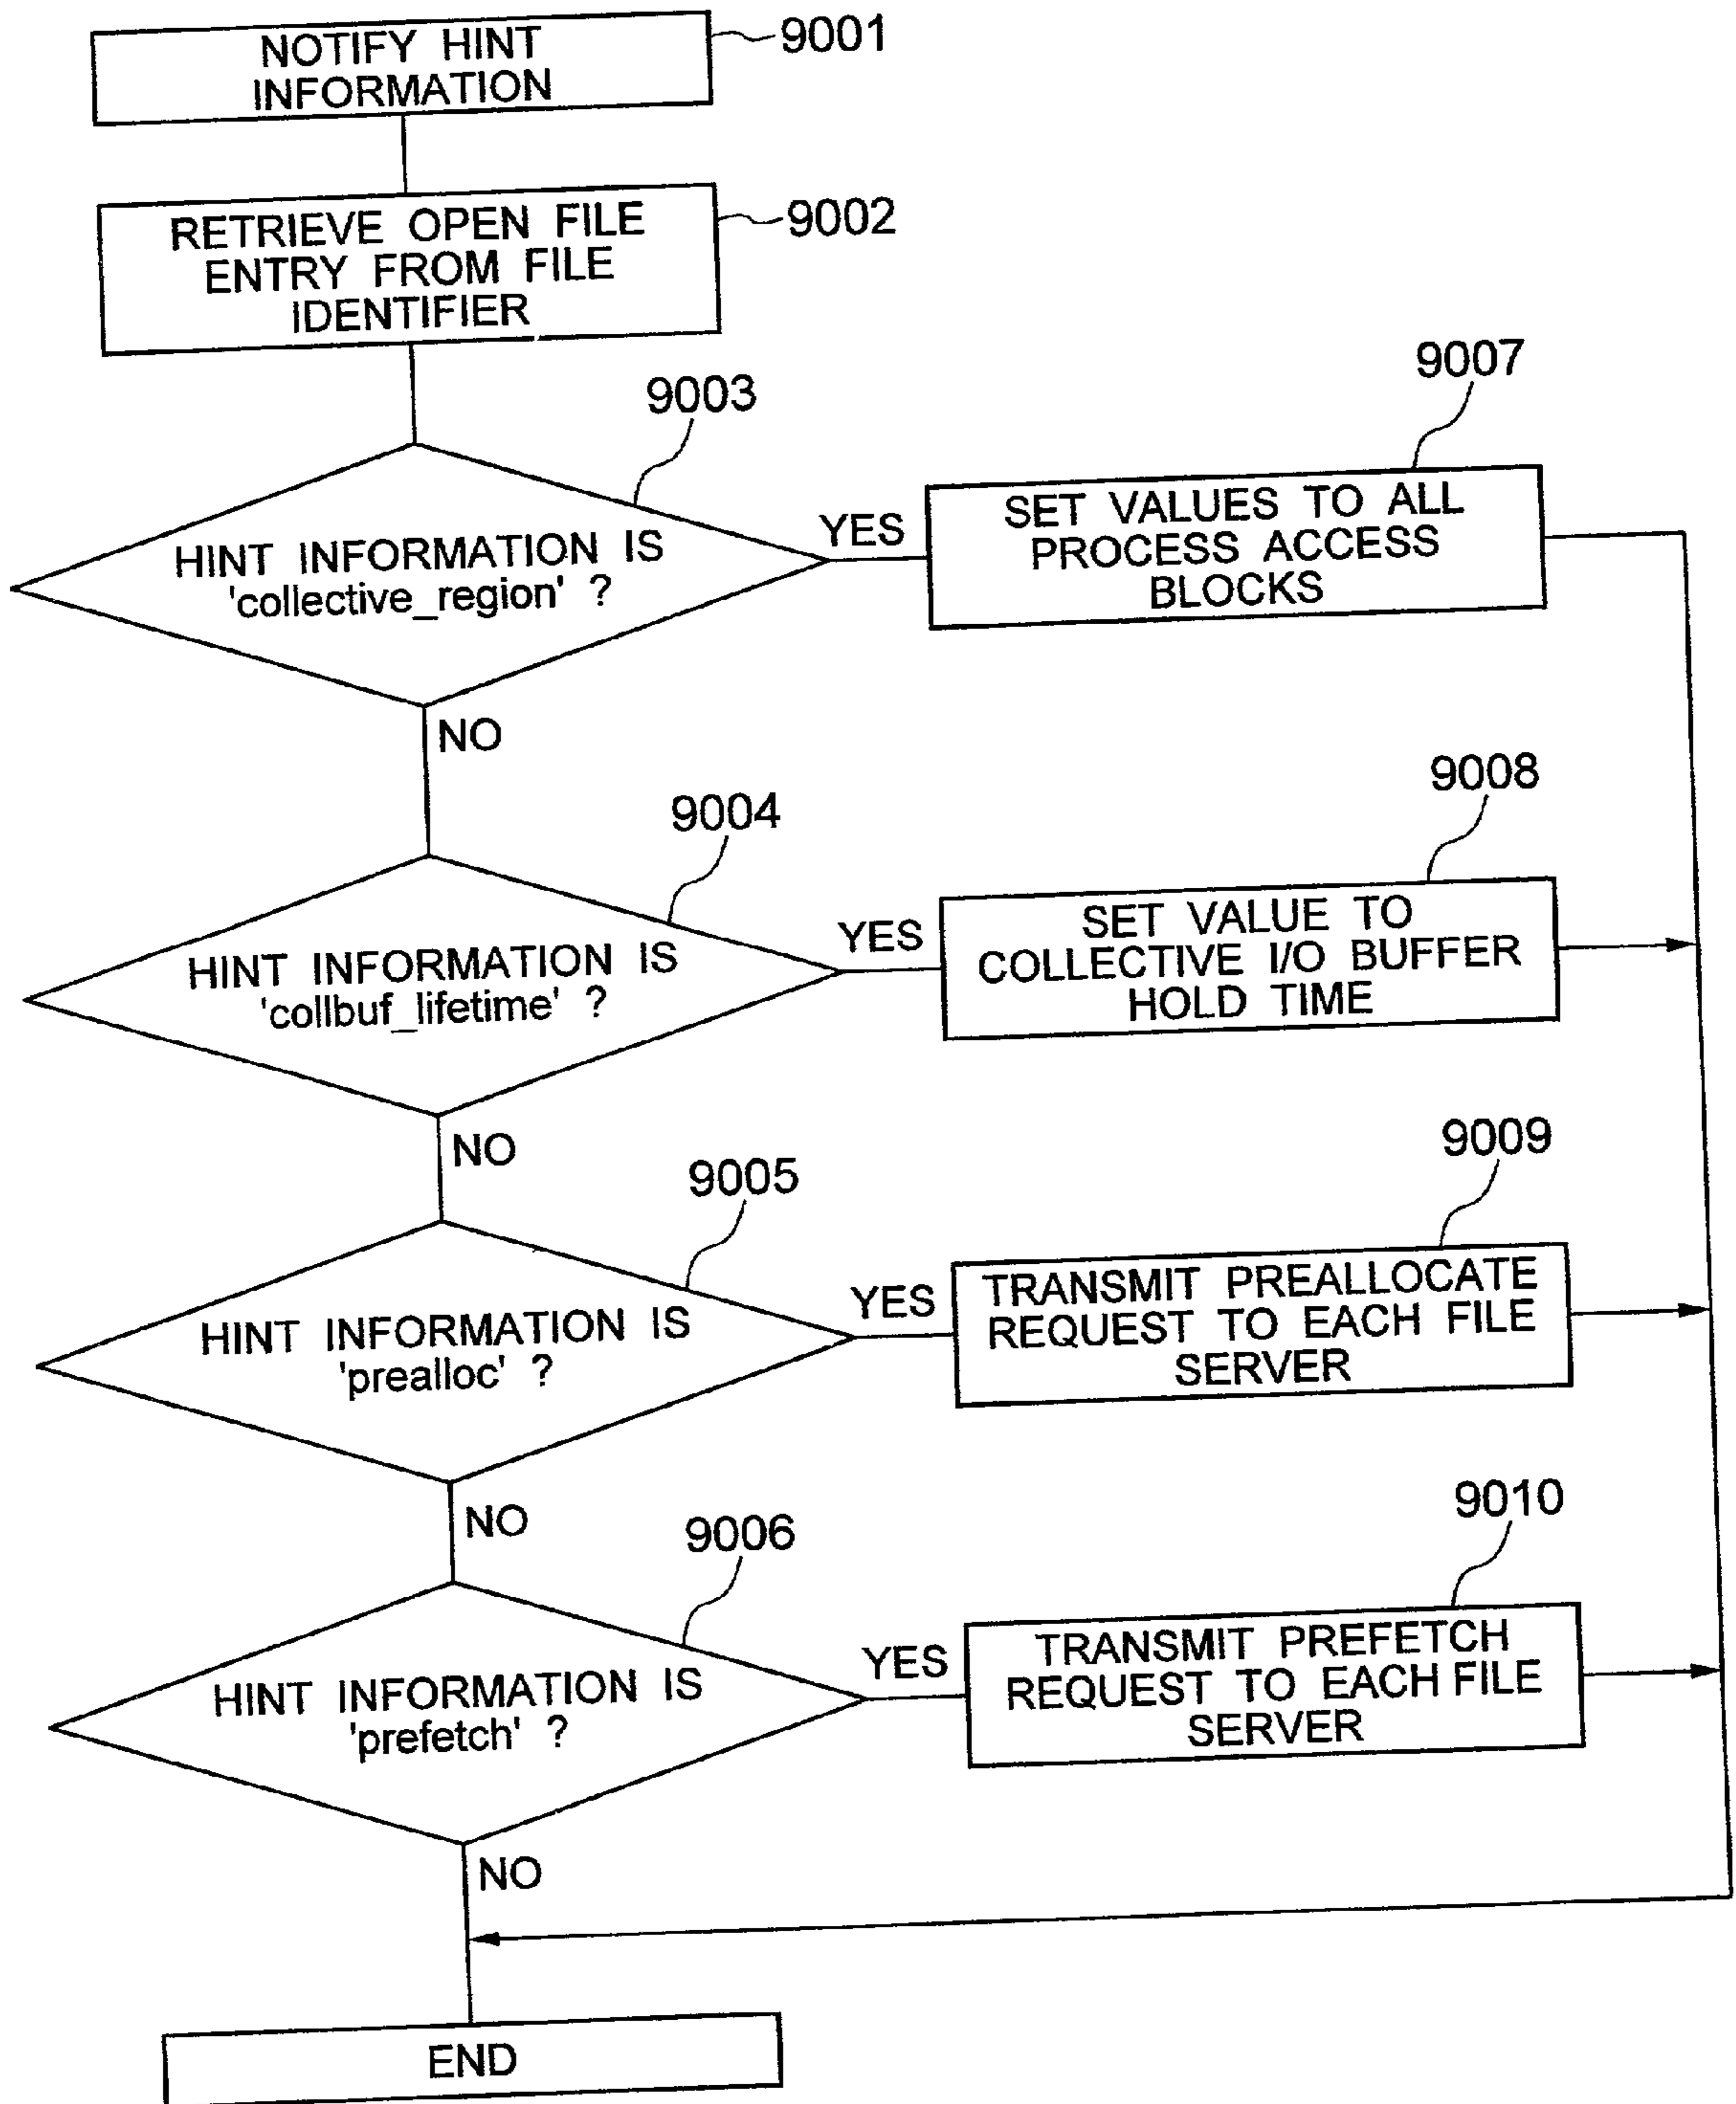 NOTIFY HINT
INFORMATION
9001
RETRIEVE OPEN FILE
ENTRY FROM FILE
IDENTIFIER
9002
9003
HINT INFORMATION IS
'collective_region' ?
YES
9007
SET VALUES TO ALL
PROCESS ACCESS
BLOCKS
NO
9004
HINT INFORMATION IS
'collbuf_lifetime' ?
YES
9008
SET VALUE TO
COLLECTIVE I/O BUFFER
HOLD TIME
NO
9005
HINT INFORMATION IS
'prealloc' ?
YES
9009
TRANSMIT PREALLOCATE
REQUEST TO EACH FILE
SERVER
NO
9006
HINT INFORMATION IS
'prefetch' ?
YES
9010
TRANSMIT PREFETCH
REQUEST TO EACH FILE
SERVER
NO
END